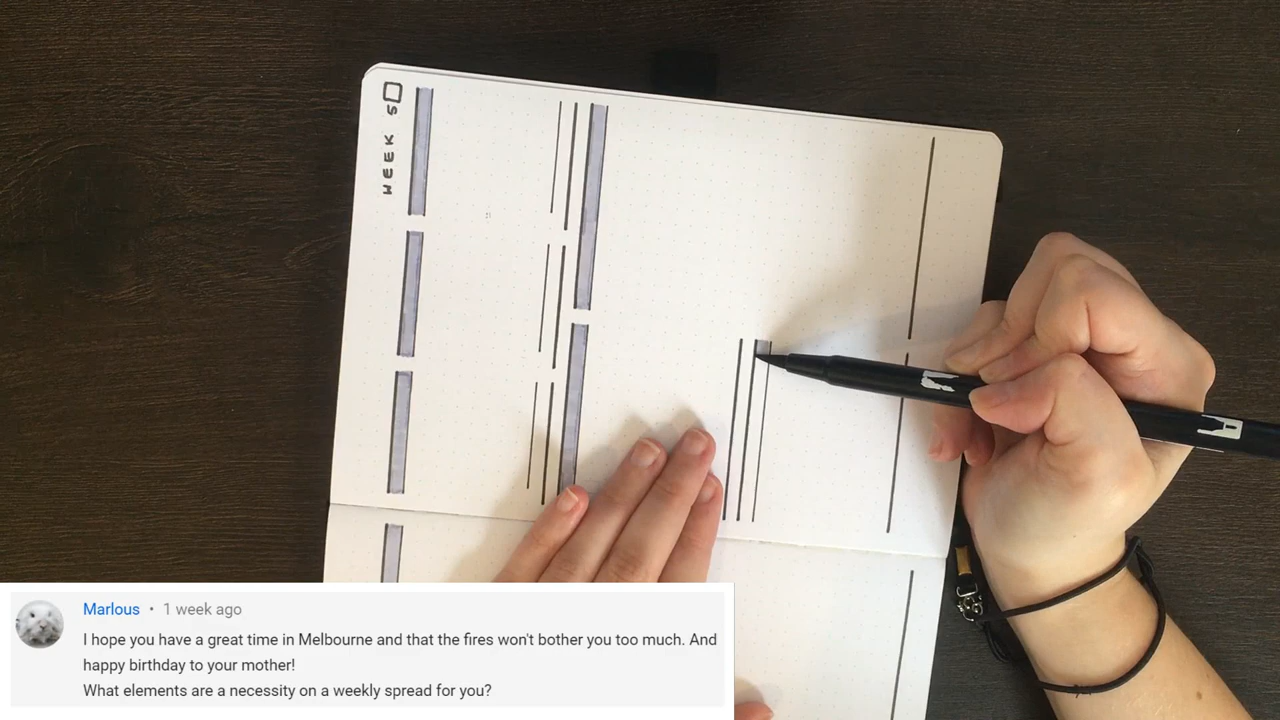 WEEK 5
Marlous • 1 week ago
I hope you have a great time in Melbourne and that the fires won't bother you too much. And
happy birthday to your mother!
What elements are a necessity on a weekly spread for you?